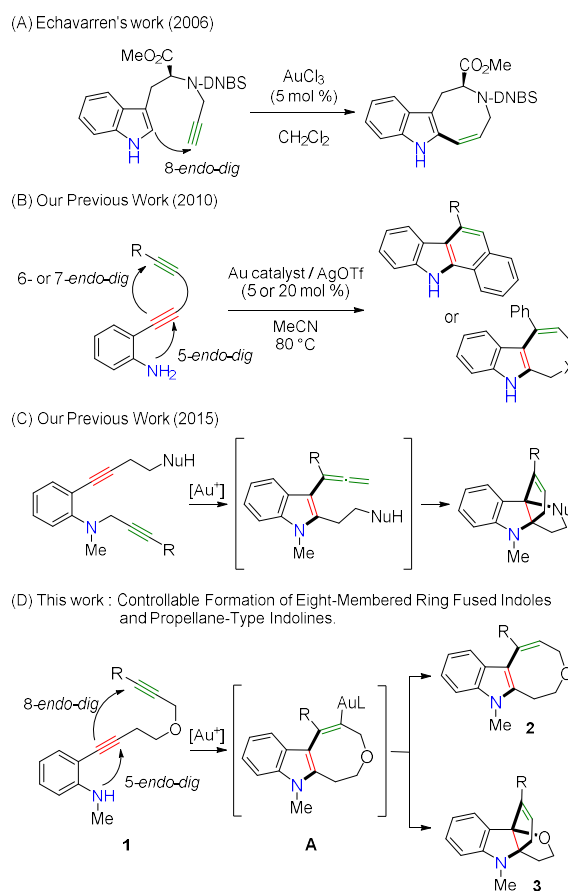 (A) Echavarren's work (2006)
MeO₂C
N-DNBS
N
H
8-endo-dig
AuCl₃
(5 mol %)
CH₂Cl₂
CO₂Me
N-DNBS
N
H
(B) Our Previous Work (2010)
R
6- or 7-endo-dig
5-endo-dig
NH₂
Au catalyst / AgOTf
(5 or 20 mol %)
MeCN
80 °C
R
N
H
or
Ph
X
N
H
(C) Our Previous Work (2015)
NuH
N
Me
R
[Au⁺]
R
NuH
N
Me
R
Nu
N
Me
(D) This work : Controllable Formation of Eight-Membered Ring Fused Indoles
and Propellane-Type Indolines.
R
8-endo-dig
O
5-endo-dig
NH
Me
1
[Au⁺]
AuL
R
O
N
Me
A
R
O
N
Me
2
R
O
N
Me
3